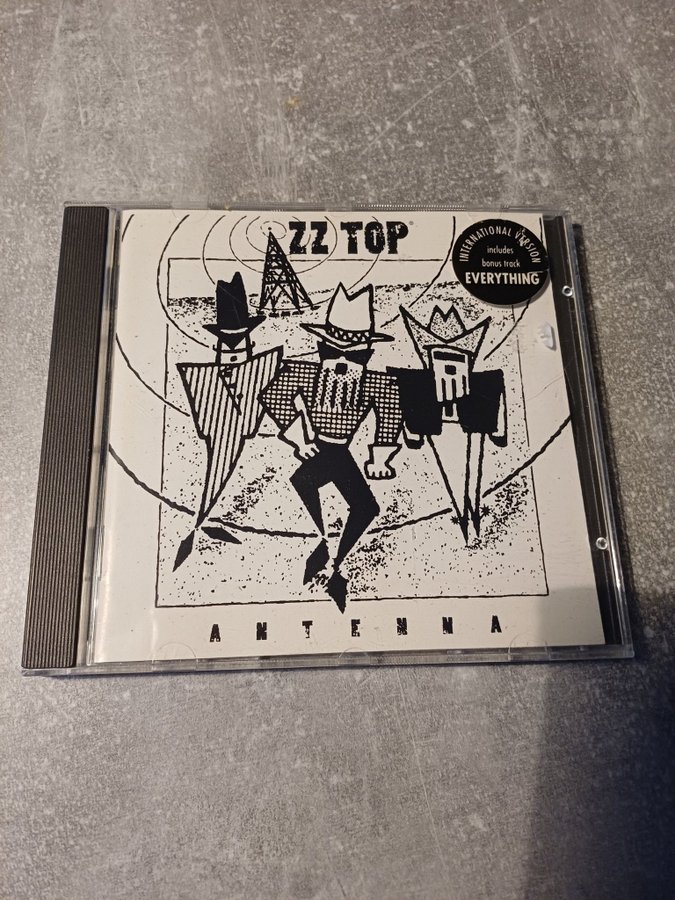 ZZ TOP
INTERNATIONAL VERSION
includes
bonus track
EVERYTHING
ANTENNA